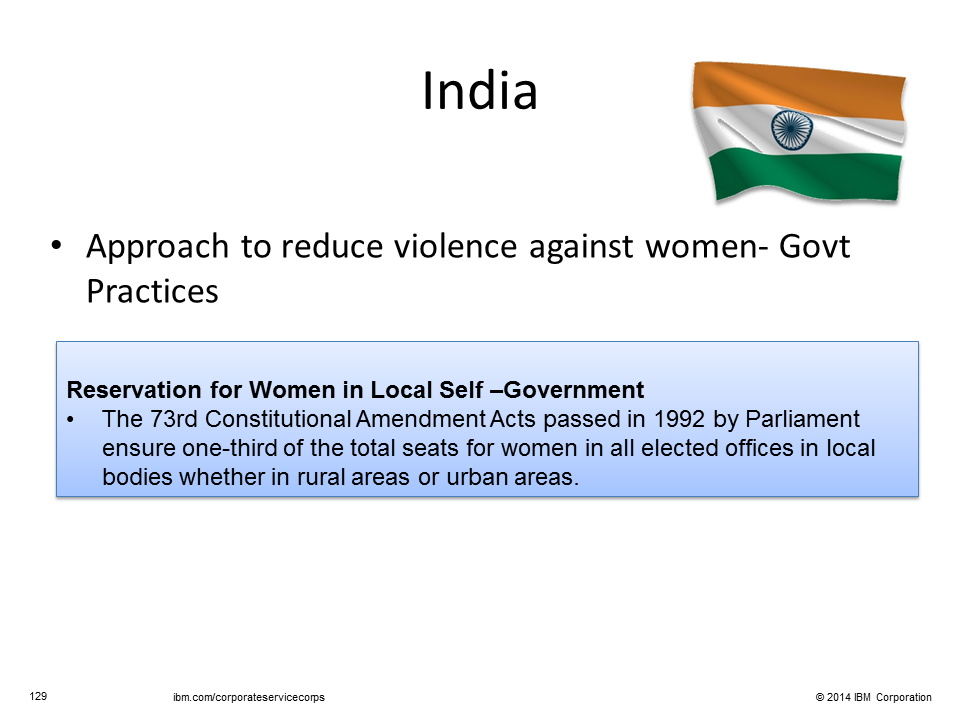 India
• Approach to reduce violence against women- Govt
Practices
Reservation for Women in Local Self –Government
• The 73rd Constitutional Amendment Acts passed in 1992 by Parliament
ensure one-third of the total seats for women in all elected offices in local
bodies whether in rural areas or urban areas.
129 ibm.com/corporateservicecorps © 2014 IBM Corporation